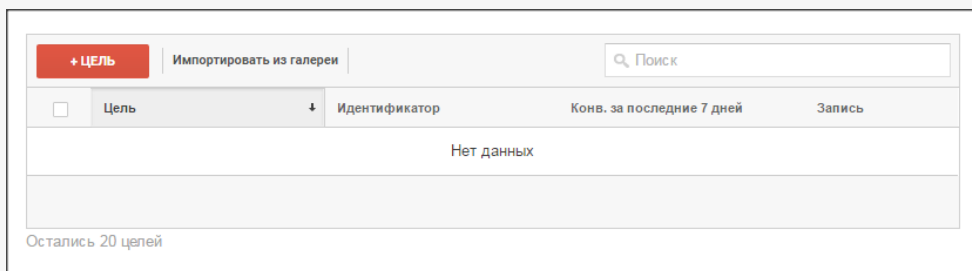 + ЦЕЛЬ Импортировать из галереи Поиск
Цель Идентификатор Конв. за последние 7 дней Запись
Нет данных
Остались 20 целей